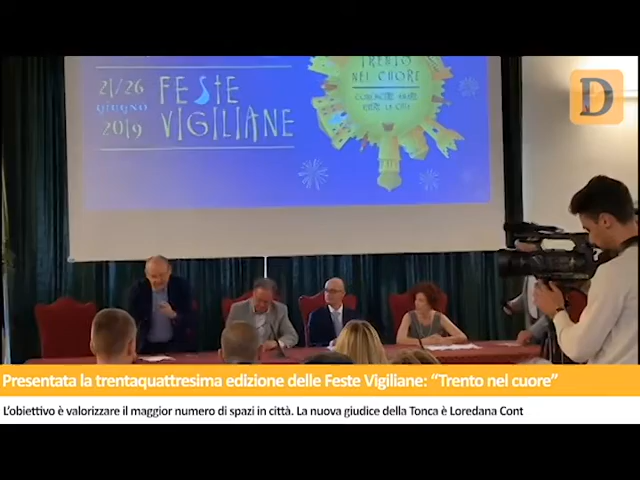 21/26
GIUGNO
2019
FESTE
VIGILIANE
TRENTO
NEL CUORE
D
Presentata la trentaquattresima edizione delle Feste Vigiliane: “Trento nel cuore”
L’obiettivo è valorizzare il maggior numero di spazi in città. La nuova giudice della Tonca è Loredana Cont